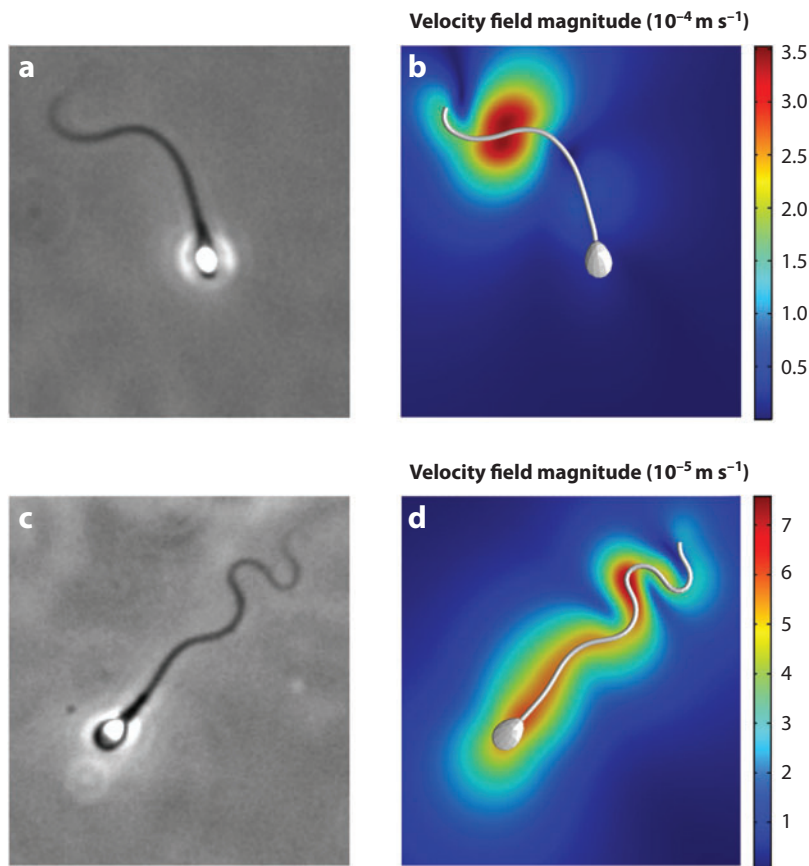 Velocity field magnitude (10⁻⁴ m s⁻¹)
a
b
3.5
3.0
2.5
2.0
1.5
1.0
0.5
Velocity field magnitude (10⁻⁵ m s⁻¹)
c
d
7
6
5
4
3
2
1